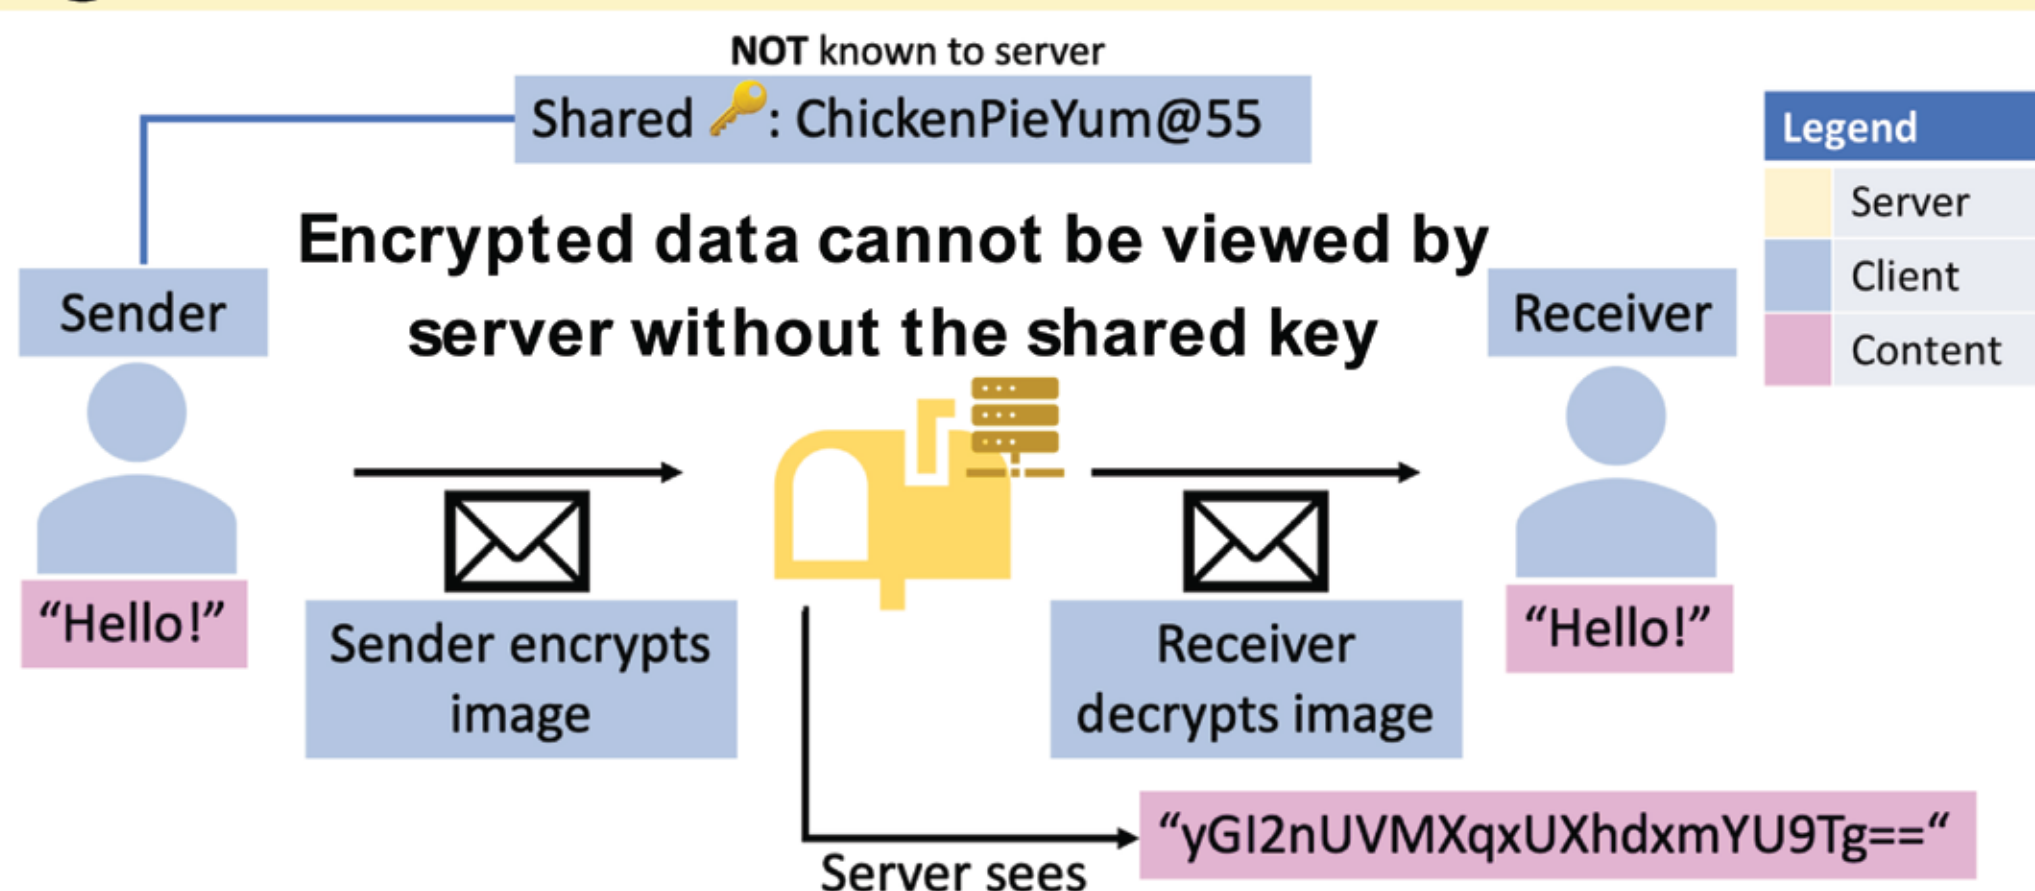 NOT known to server
Shared 🔑: ChickenPieYum@55
Legend
Server
Client
Content
Encrypted data cannot be viewed by
server without the shared key
Sender
Receiver
“Hello!”
Sender encrypts
image
Receiver
decrypts image
“Hello!”
“yGI2nUVMXqxUXhdxmYU9Tg==“
Server sees